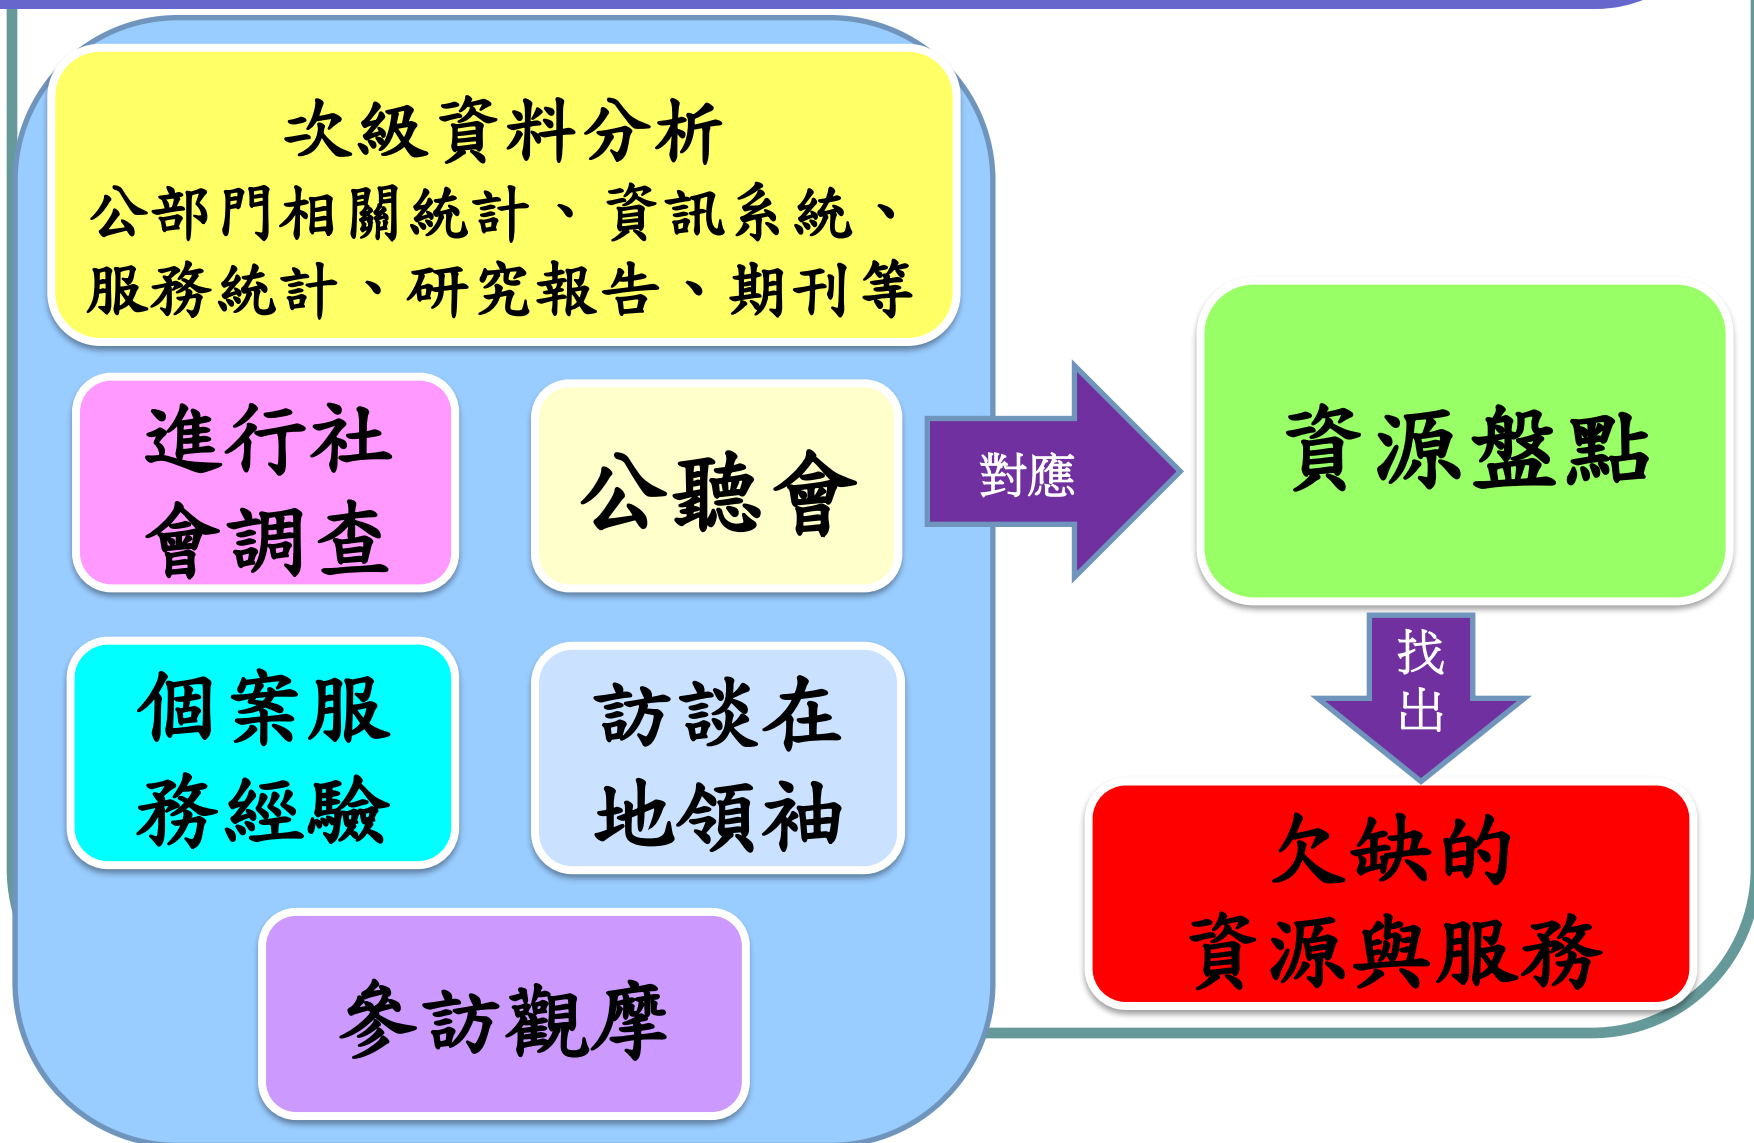 次級資料分析
公部門相關統計、資訊系統、
服務統計、研究報告、期刊等
進行社
會調查
公聽會
個案服
務經驗
訪談在
地領袖
參訪觀摩
對應
資源盤點
找
出
欠缺的
資源與服務